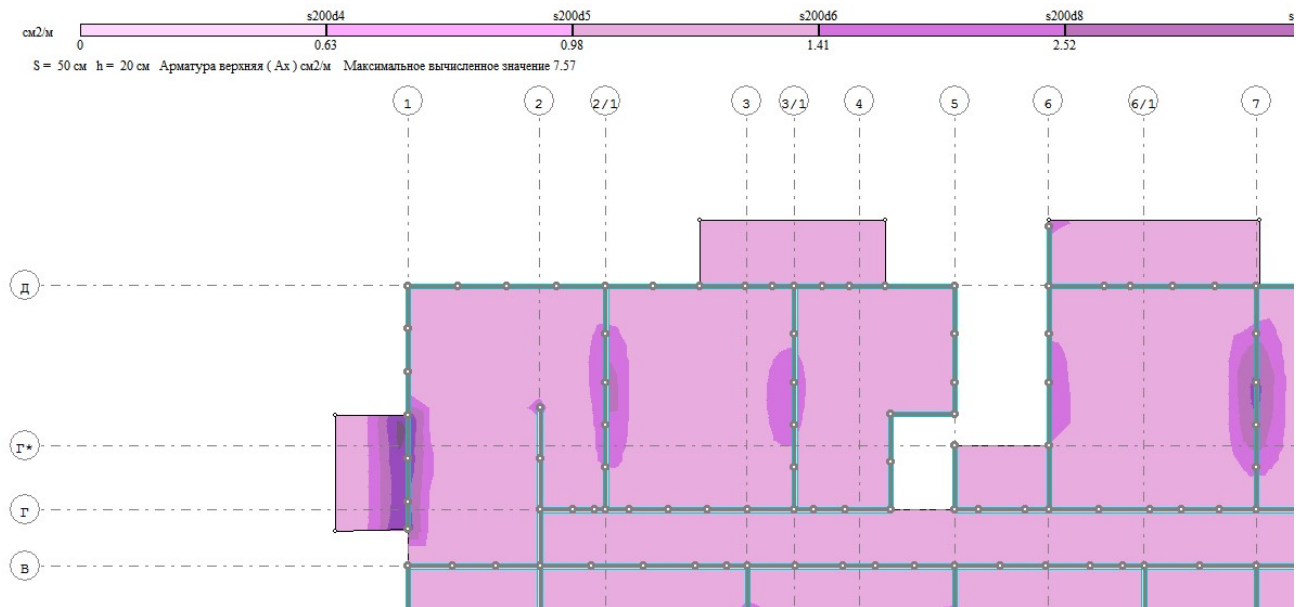 s200d4 s200d5 s200d6 s200d8 s
см2/м
0 0.63 0.98 1.41 2.52
S = 50 см h = 20 см Арматура верхняя ( Ax ) см2/м Максимальное вычисленное значение 7.57
1 2 2/1 3 3/1 4 5 6 6/1 7
Д
Г*
Г
В